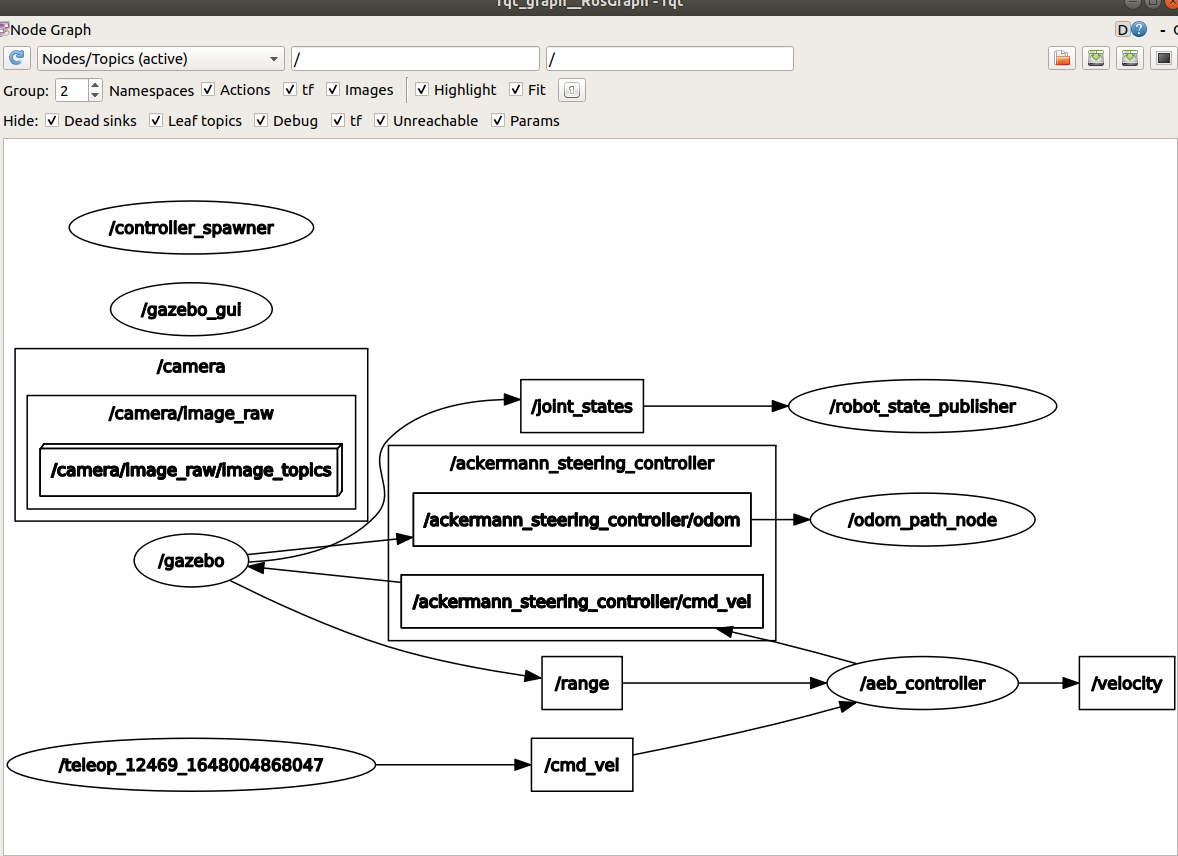 rqt_graph__RosGraph - rqt
Node Graph
D ? -
Nodes/Topics (active) / /
Group: 2 Namespaces Actions tf Images Highlight Fit
Hide: Dead sinks Leaf topics Debug tf Unreachable Params
/controller_spawner
/gazebo_gui
/camera
/camera/image_raw
/camera/image_raw/image_topics
/joint_states
/robot_state_publisher
/ackermann_steering_controller
/ackermann_steering_controller/odom
/odom_path_node
/gazebo
/ackermann_steering_controller/cmd_vel
/range
/aeb_controller
/velocity
/teleop_12469_1648004868047
/cmd_vel